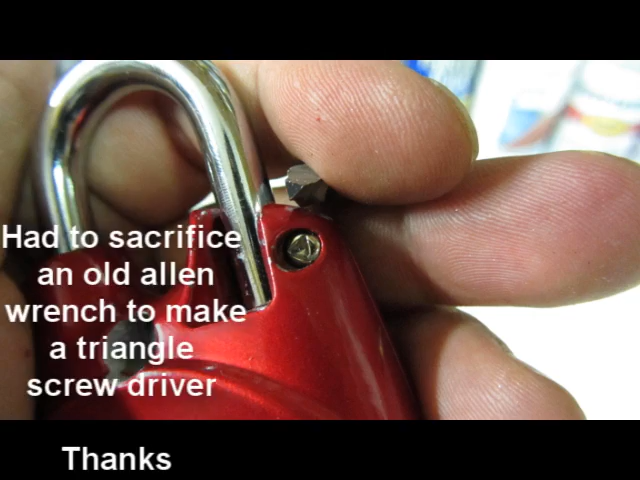 Had to sacrifice
an old allen
wrench to make
a triangle
screw driver
Thanks